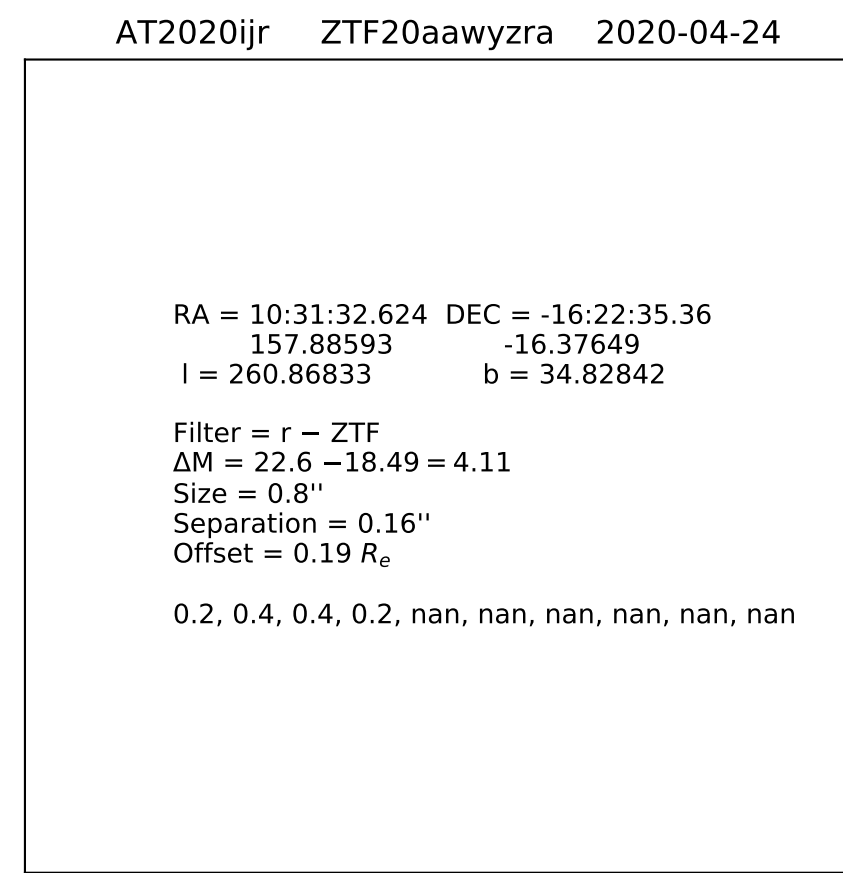 AT2020ijr ZTF20aawyzra 2020-04-24
RA = 10:31:32.624 DEC = -16:22:35.36
157.88593 -16.37649
l = 260.86833 b = 34.82842
Filter = r − ZTF
ΔM = 22.6 −18.49 = 4.11
Size = 0.8''
Separation = 0.16''
Offset = 0.19 Re
0.2, 0.4, 0.4, 0.2, nan, nan, nan, nan, nan, nan